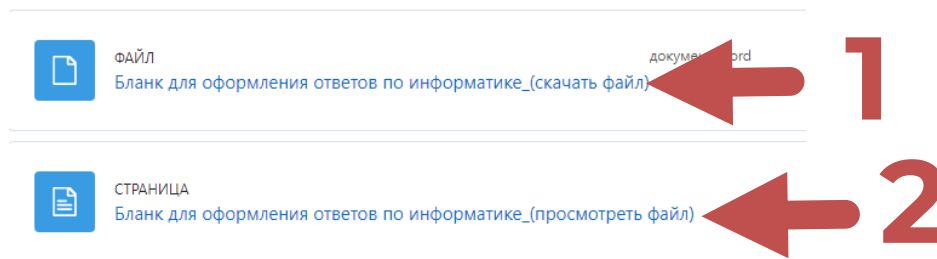 ФАЙЛ
Бланк для оформления ответов по информатике_(скачать файл)
1
СТРАНИЦА
Бланк для оформления ответов по информатике_(просмотреть файл)
2